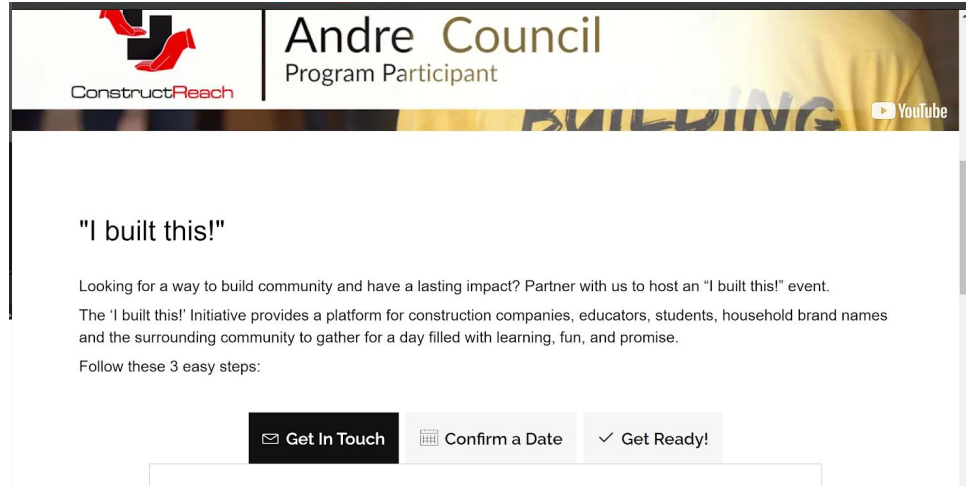 Andre Council
Program Participant
ConstructReach
BUILDING
YouTube
"I built this!"
Looking for a way to build community and have a lasting impact? Partner with us to host an “I built this!” event.
The ‘I built this!’ Initiative provides a platform for construction companies, educators, students, household brand names
and the surrounding community to gather for a day filled with learning, fun, and promise.
Follow these 3 easy steps:
Get In Touch
Confirm a Date
Get Ready!